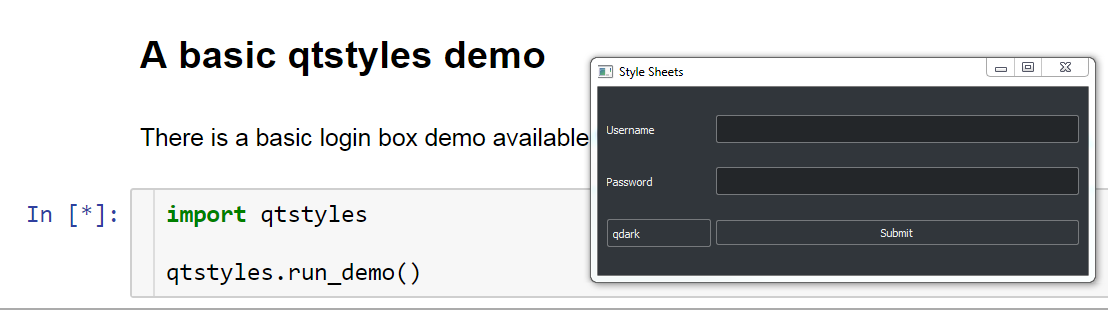 A basic qtstyles demo
There is a basic login box demo available
In [*]:
import qtstyles
qtstyles.run_demo()
Style Sheets
Username
Password
qdark
Submit